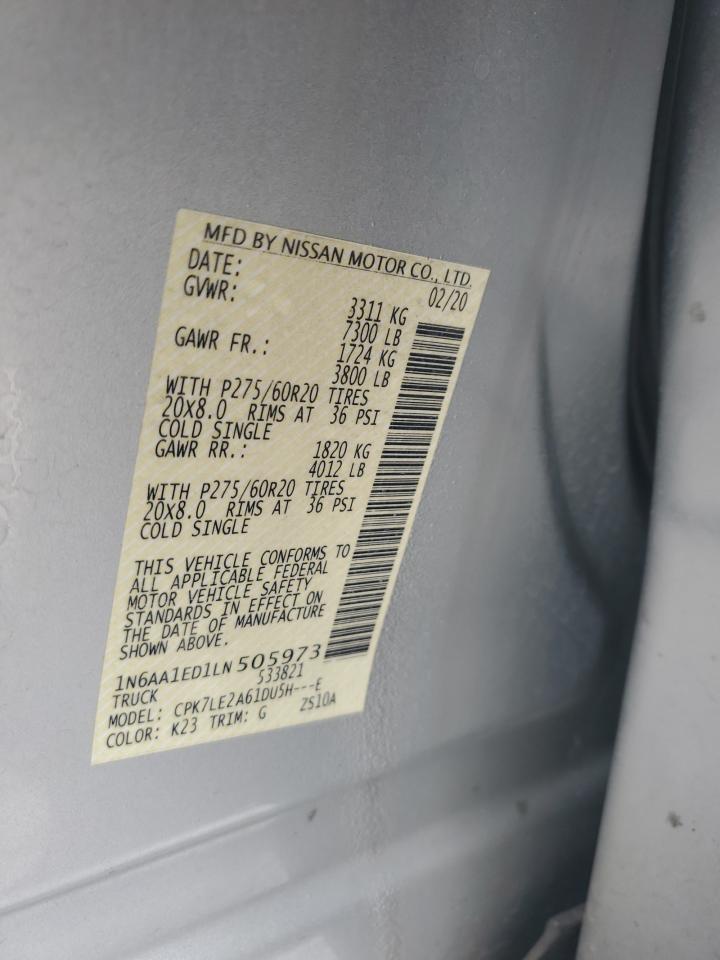 MFD BY NISSAN MOTOR CO., LTD.
DATE: 02/20
GVWR: 3311 KG
7300 LB
GAWR FR.: 1724 KG
3800 LB
WITH P275/60R20 TIRES
20X8.0 RIMS AT 36 PSI
COLD SINGLE
GAWR RR.: 1820 KG
4012 LB
WITH P275/60R20 TIRES
20X8.0 RIMS AT 36 PSI
COLD SINGLE
THIS VEHICLE CONFORMS TO
ALL APPLICABLE FEDERAL
MOTOR VEHICLE SAFETY
STANDARDS IN EFFECT ON
THE DATE OF MANUFACTURE
SHOWN ABOVE.
1N6AA1ED1LN505973
TRUCK 533821
MODEL: CPK7LE2A61DU5H---E
COLOR: K23 TRIM: G ZS10A